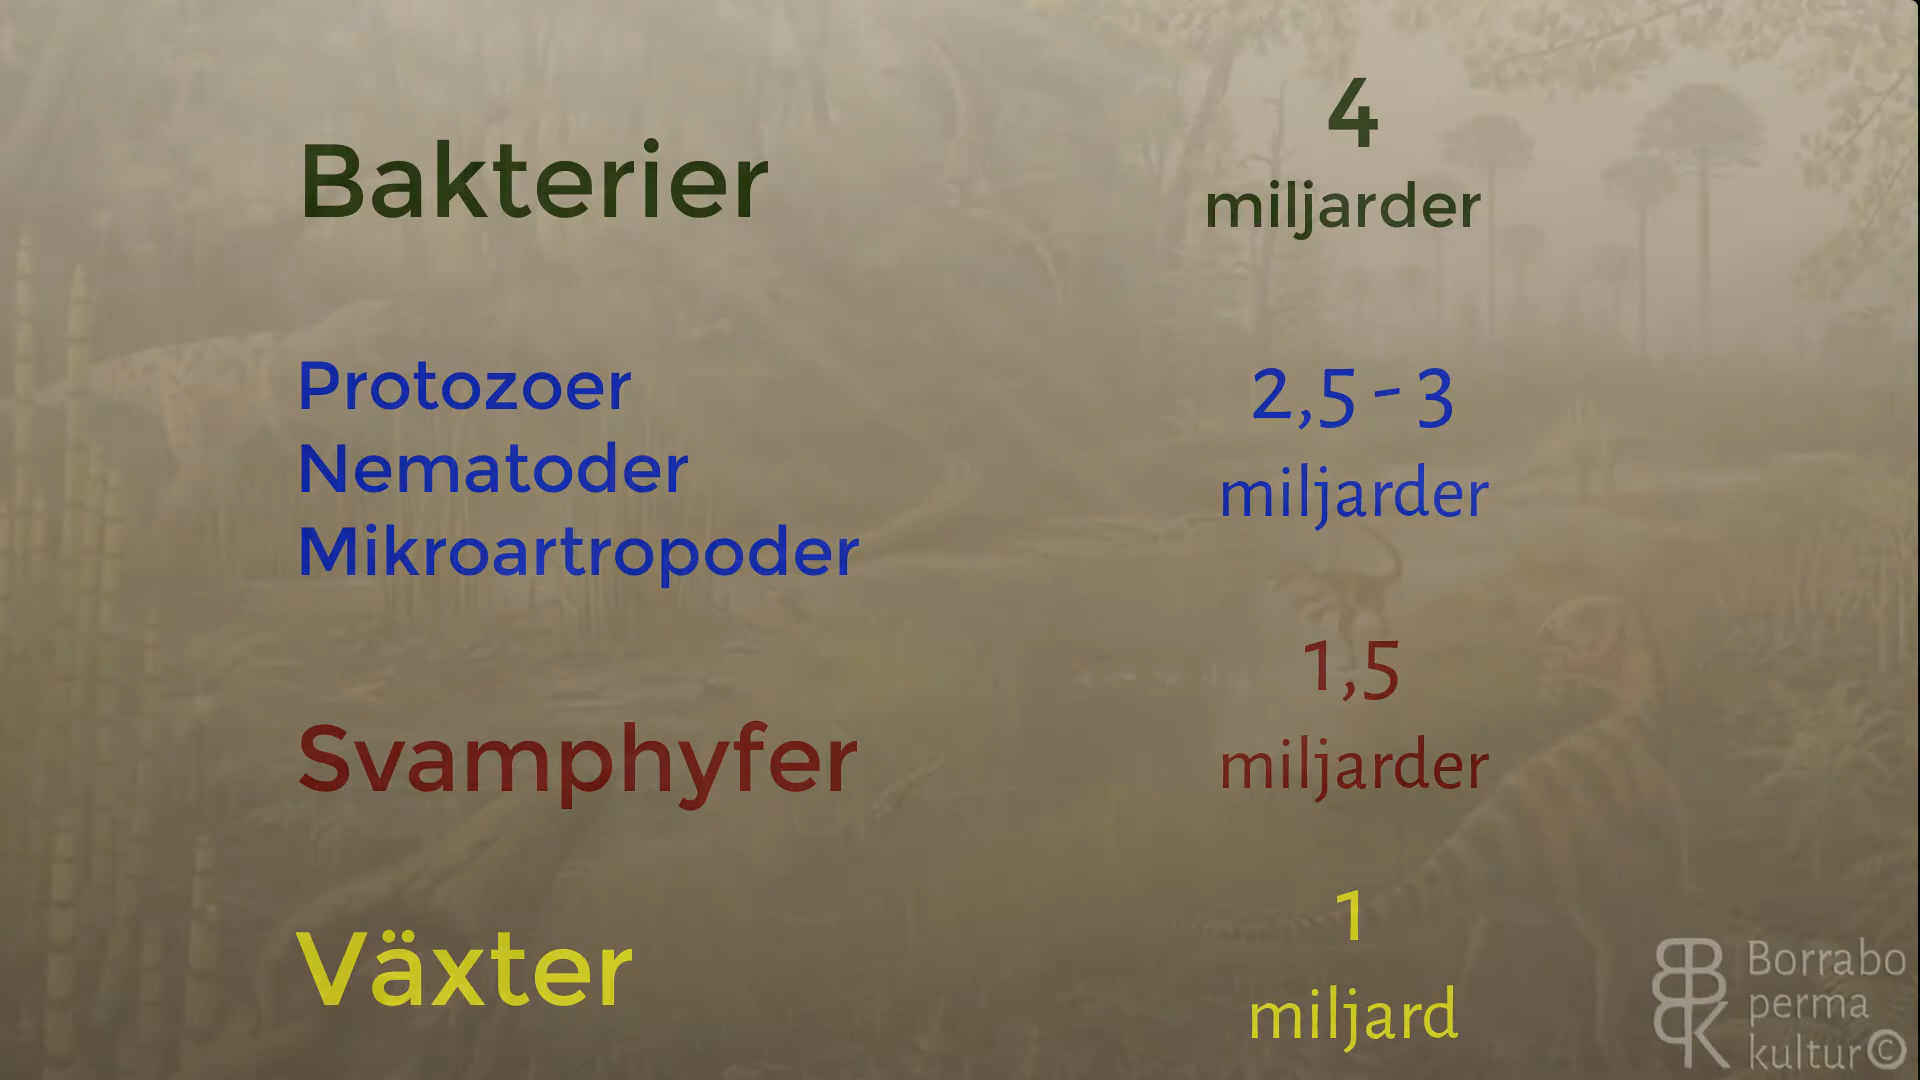 Bakterier
4
miljarder
Protozoer
Nematoder
Mikroartropoder
2,5 - 3
miljarder
Svamphyfer
1,5
miljarder
Växter
1
miljard
BBK
Borrabo
perma
kultur©